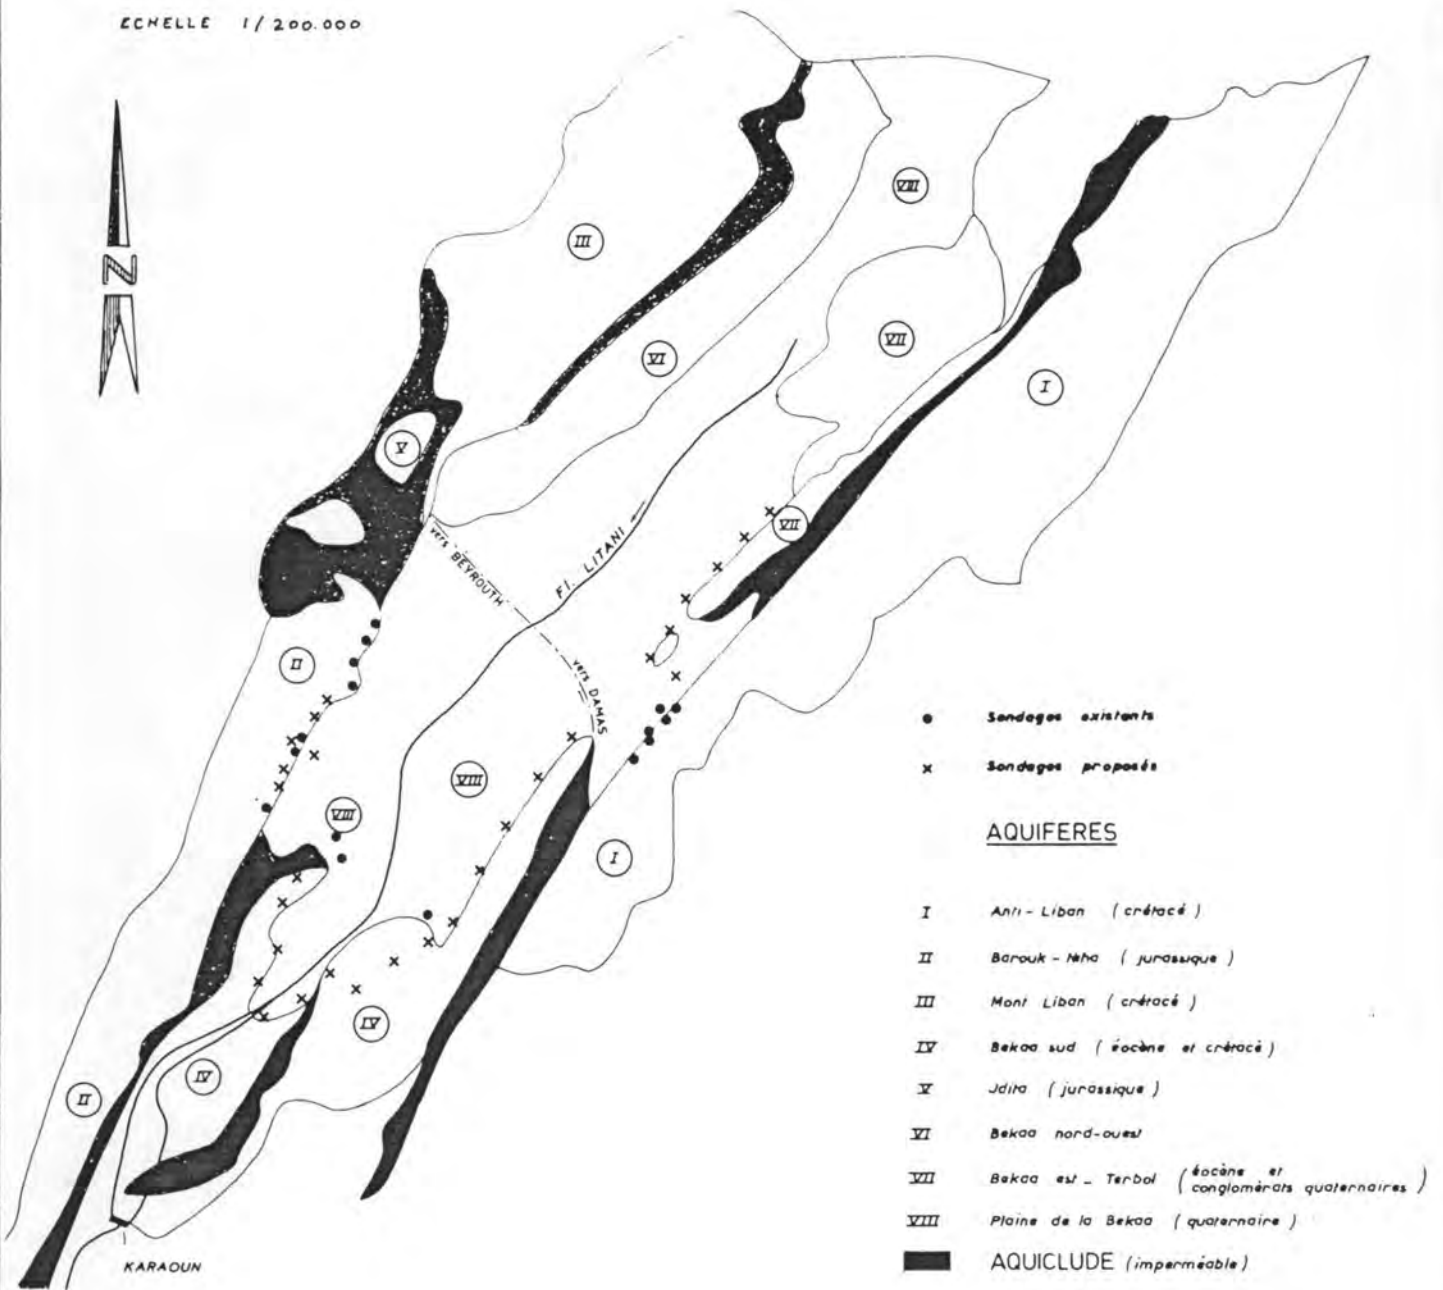 ECHELLE 1/200.000
N
III
VIII
VII
VI
I
V
VII
vers BEYROUTH
Fl. LITANI
vers DAMAS
II
VIII
VIII
I
IV
IV
II
KARAOUN
Sondages existants
Sondages proposés
AQUIFERES
I Anti-Liban (crétacé)
II Barouk - Niha (jurassique)
III Mont Liban (crétacé)
IV Bekaa sud (éocène et crétacé)
V Jdita (jurassique)
VI Bekaa nord-ouest
VII Bekaa est _ Terbol (éocène et
conglomérats quaternaires)
VIII Plaine de la Bekaa (quaternaire)
AQUICLUDE (imperméable)